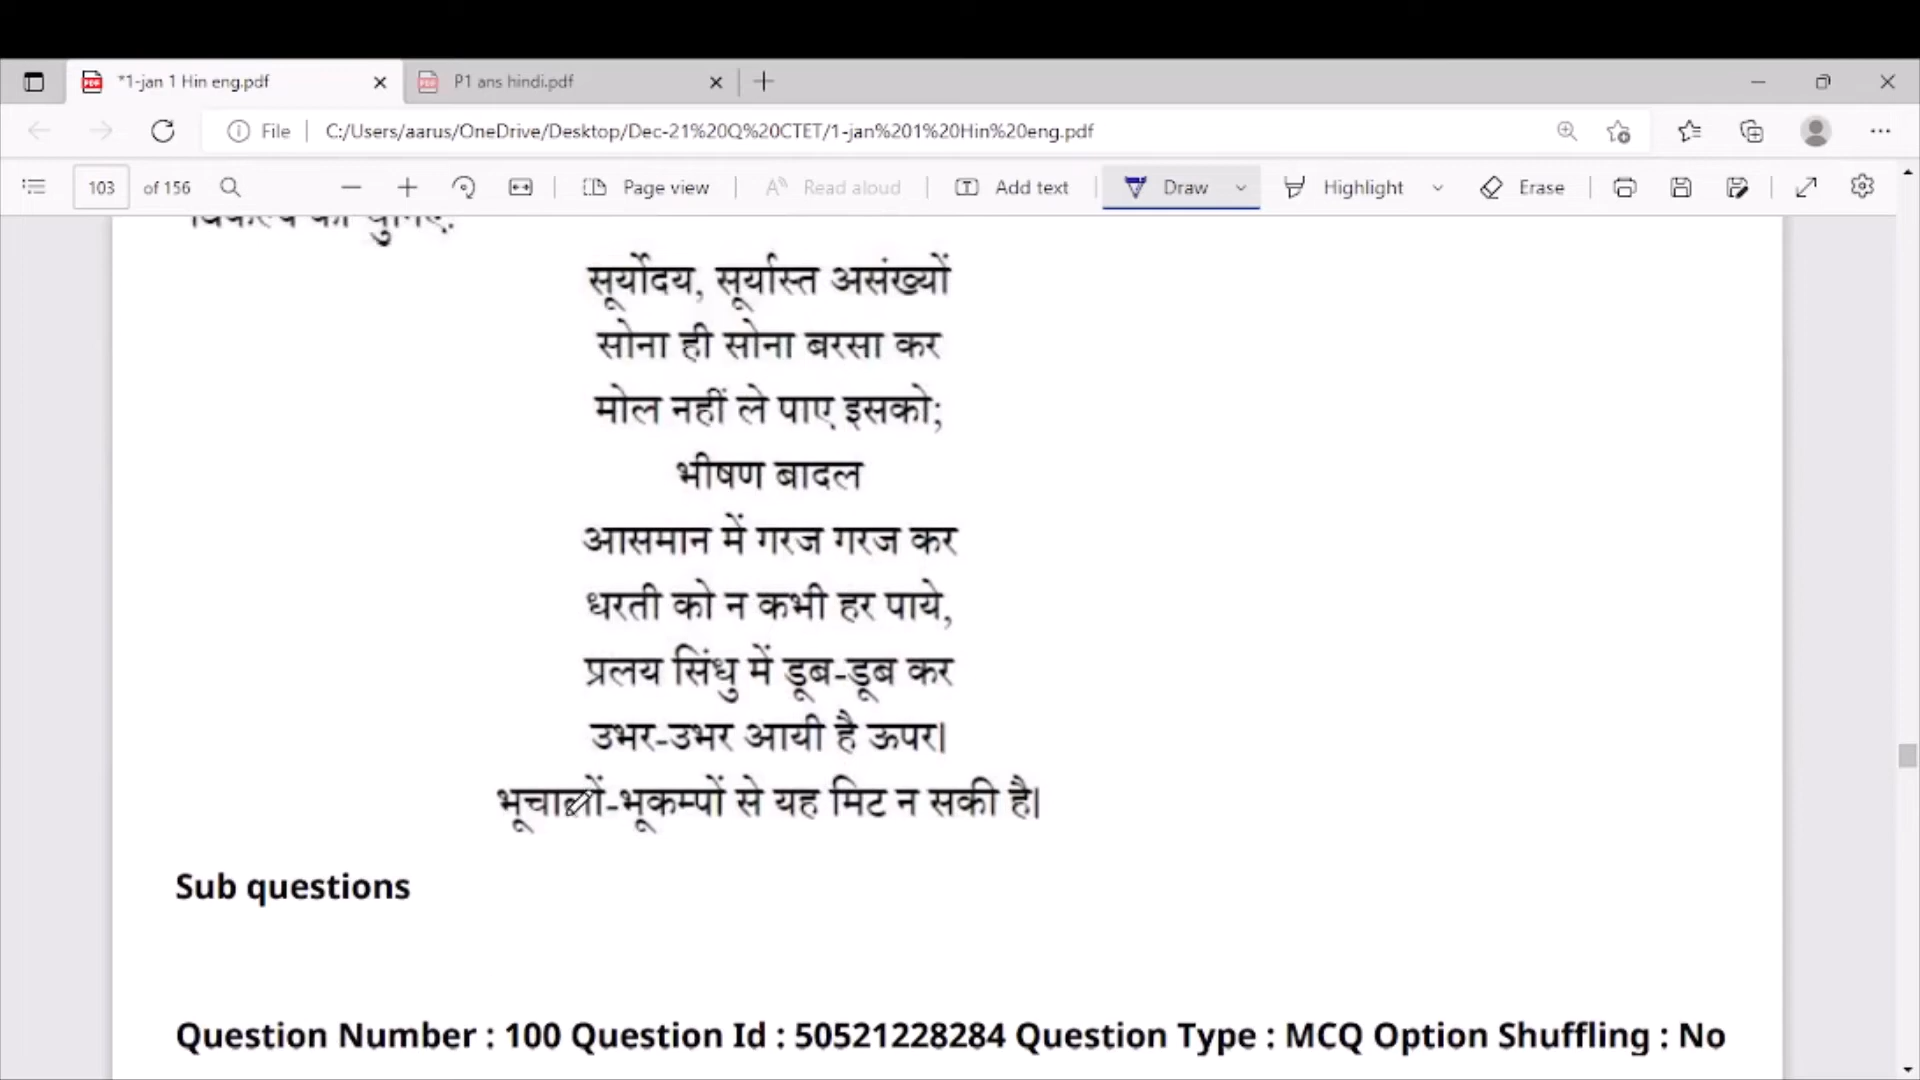 *1-jan 1 Hin eng.pdf
P1 ans hindi.pdf
File
C:/Users/aarus/OneDrive/Desktop/Dec-21%20Q%20CTET/1-jan%201%20Hin%20eng.pdf
103 of 156
Page view
Read aloud
Add text
Draw
Highlight
Erase
विकल्प को चुनिए:
सूर्योदय, सूर्यास्त असंख्यों
सोना ही सोना बरसा कर
मोल नहीं ले पाए इसको;
भीषण बादल
आसमान में गरज गरज कर
धरती को न कभी हर पाये,
प्रलय सिंधु में डूब-डूब कर
उभर-उभर आयी है ऊपर।
भूचालों-भूकम्पों से यह मिट न सकी है।
Sub questions
Question Number : 100 Question Id : 50521228284 Question Type : MCQ Option Shuffling : No